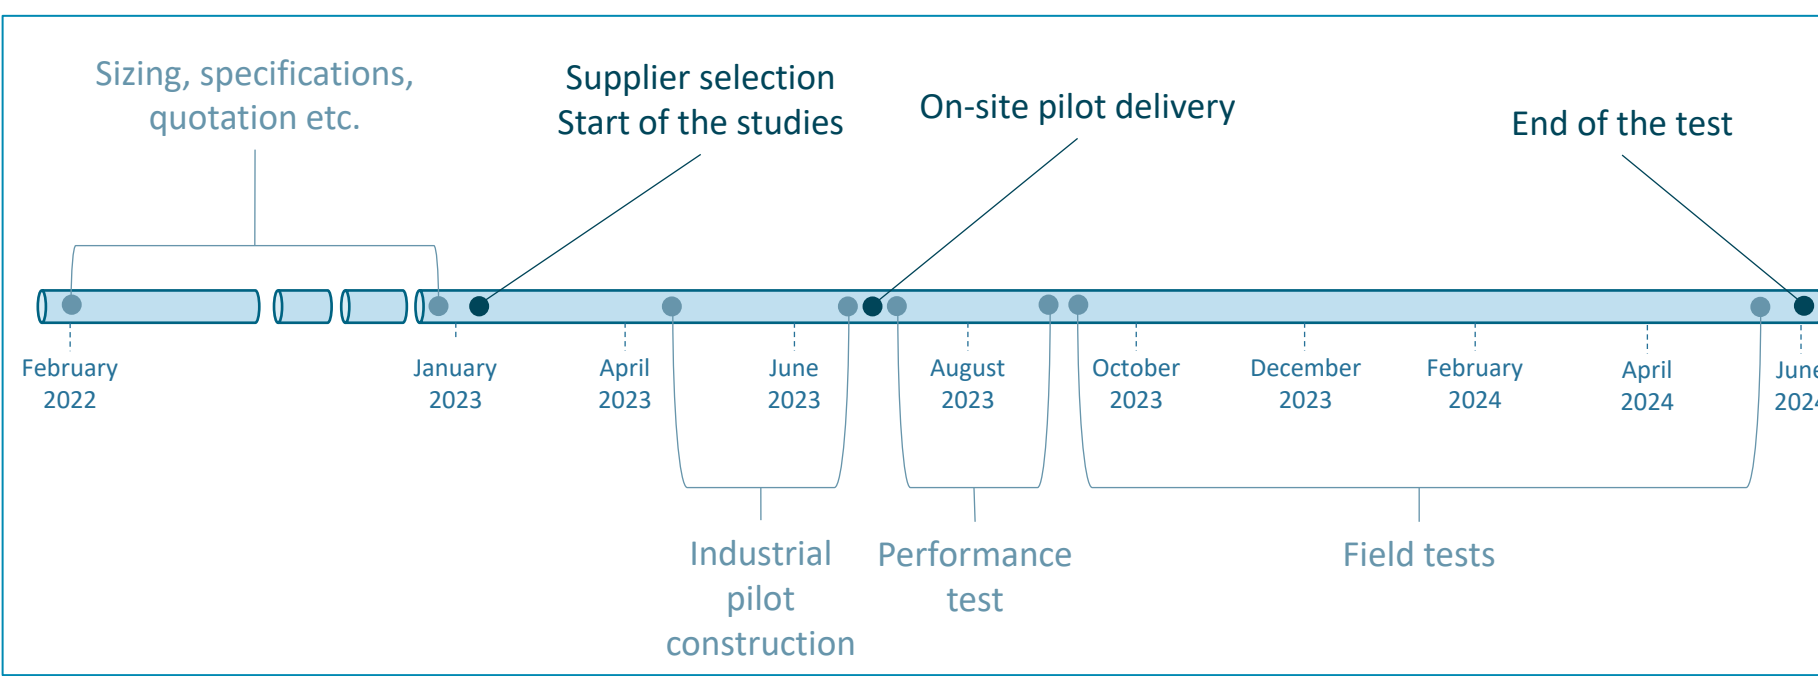 Sizing, specifications,
quotation etc.
Supplier selection
Start of the studies
On-site pilot delivery
End of the test
February
2022
January
2023
April
2023
June
2023
August
2023
October
2023
December
2023
February
2024
April
2024
June
2024
Industrial
pilot
construction
Performance
test
Field tests